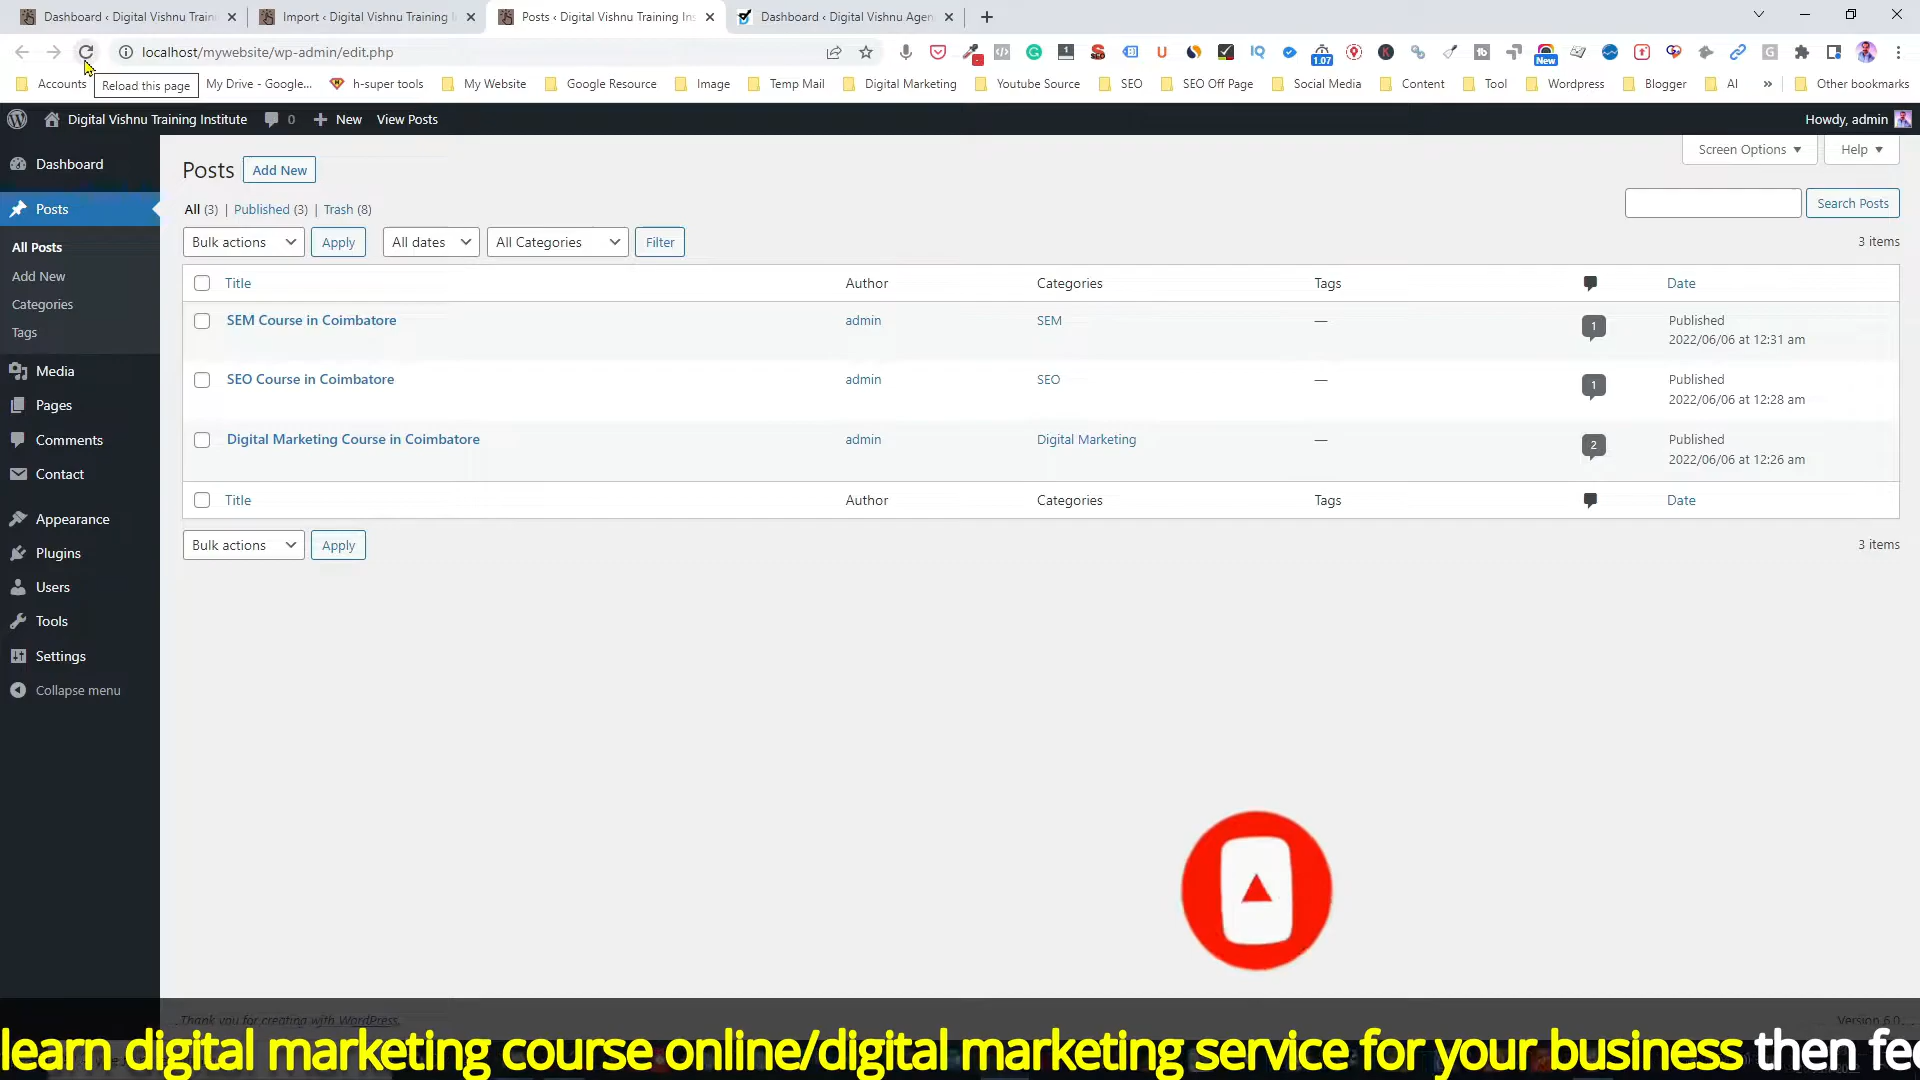 Dashboard ‹ Digital Vishnu Train
Import ‹ Digital Vishnu Training I
Posts ‹ Digital Vishnu Training Ins
Dashboard ‹ Digital Vishnu Agen
localhost/mywebsite/wp-admin/edit.php
1.07
New
Accounts
Reload this page
My Drive - Google...
h-super tools
My Website
Google Resource
Image
Temp Mail
Digital Marketing
Youtube Source
SEO
SEO Off Page
Social Media
Content
Tool
Wordpress
Blogger
AI
»
Other bookmarks
Digital Vishnu Training Institute
0
New
View Posts
Howdy, admin
Dashboard
Posts
All Posts
Add New
Categories
Tags
Media
Pages
Comments
Contact
Appearance
Plugins
Users
Tools
Settings
Collapse menu
Posts
Add New
Screen Options
Help
All (3) | Published (3) | Trash (8)
Search Posts
Bulk actions
Apply
All dates
All Categories
Filter
3 items
Title
Author
Categories
Tags
Date
SEM Course in Coimbatore
admin
SEM
—
1
Published
2022/06/06 at 12:31 am
SEO Course in Coimbatore
admin
SEO
—
1
Published
2022/06/06 at 12:28 am
Digital Marketing Course in Coimbatore
admin
Digital Marketing
—
2
Published
2022/06/06 at 12:26 am
Title
Author
Categories
Tags
Date
Bulk actions
Apply
3 items
Thank you for creating with WordPress.
Version 6.0
learn digital marketing course online/digital marketing service for your business then fee